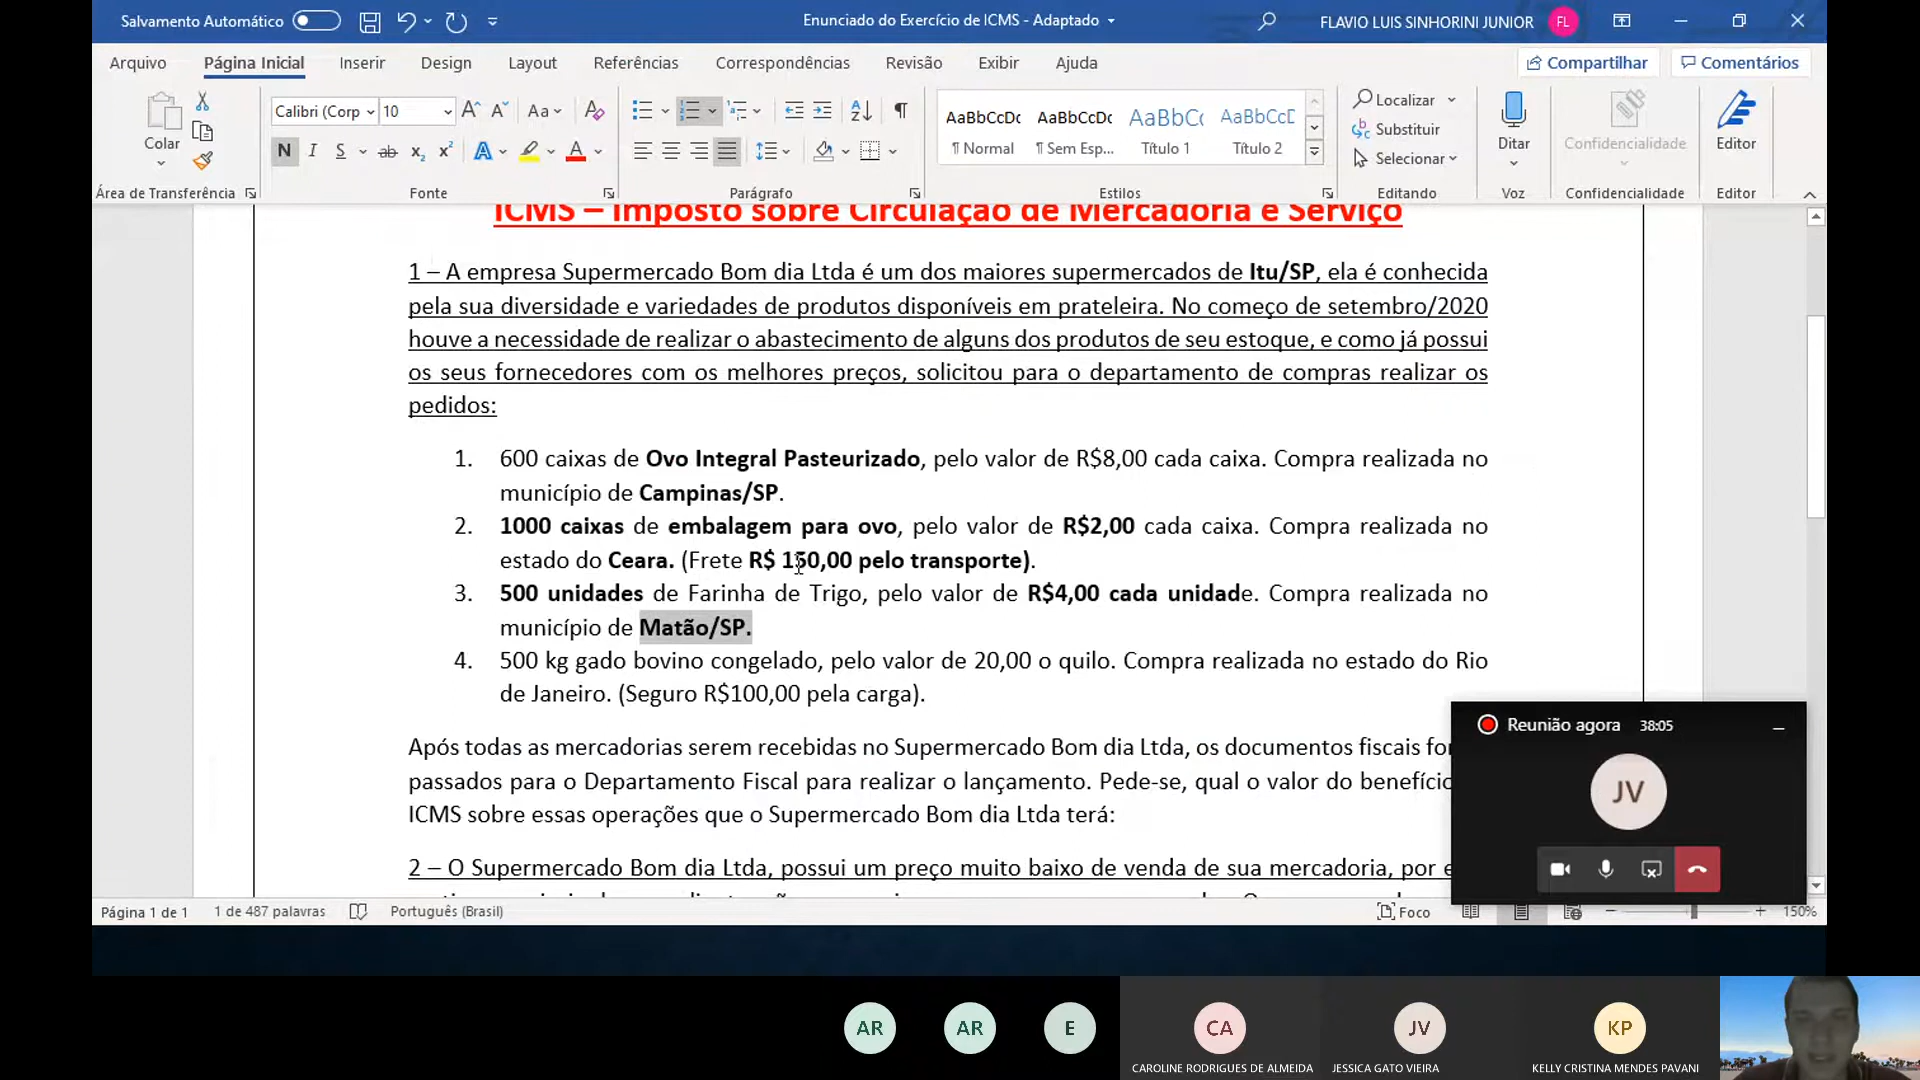 Salvamento Automático
Enunciado do Exercício de ICMS - Adaptado
FLAVIO LUIS SINHORINI JUNIOR
FL
Arquivo Página Inicial Inserir Design Layout Referências Correspondências Revisão Exibir Ajuda
Compartilhar
Comentários
Colar
Calibri (Corp
10
Aa
N I S ab x₂ x²
AaBbCcDc AaBbCcDc AaBbCc AaBbCcD
¶ Normal ¶ Sem Esp... Título 1 Título 2
Localizar
Substituir
Selecionar
Ditar
Confidencialidade
Editor
Área de Transferência Fonte Parágrafo Estilos Editando Voz Confidencialidade Editor
ICMS – Imposto sobre Circulação de Mercadoria e Serviço
1 – A empresa Supermercado Bom dia Ltda é um dos maiores supermercados de Itu/SP, ela é conhecida
pela sua diversidade e variedades de produtos disponíveis em prateleira. No começo de setembro/2020
houve a necessidade de realizar o abastecimento de alguns dos produtos de seu estoque, e como já possui
os seus fornecedores com os melhores preços, solicitou para o departamento de compras realizar os
pedidos:
1. 600 caixas de Ovo Integral Pasteurizado, pelo valor de R$8,00 cada caixa. Compra realizada no
município de Campinas/SP.
2. 1000 caixas de embalagem para ovo, pelo valor de R$2,00 cada caixa. Compra realizada no
estado do Ceara. (Frete R$ 150,00 pelo transporte).
3. 500 unidades de Farinha de Trigo, pelo valor de R$4,00 cada unidade. Compra realizada no
município de Matão/SP.
4. 500 kg gado bovino congelado, pelo valor de 20,00 o quilo. Compra realizada no estado do Rio
de Janeiro. (Seguro R$100,00 pela carga).
Após todas as mercadorias serem recebidas no Supermercado Bom dia Ltda, os documentos fiscais
passados para o Departamento Fiscal para realizar o lançamento. Pede-se, qual o valor do benefício
ICMS sobre essas operações que o Supermercado Bom dia Ltda terá:
2 – O Supermercado Bom dia Ltda, possui um preço muito baixo de venda de sua mercadoria, por
Reunião agora 38:05
JV
Página 1 de 1 1 de 487 palavras Português (Brasil) Foco 150%
AR AR E CA JV KP
CAROLINE RODRIGUES DE ALMEIDA JESSICA GATO VIEIRA KELLY CRISTINA MENDES PAVANI